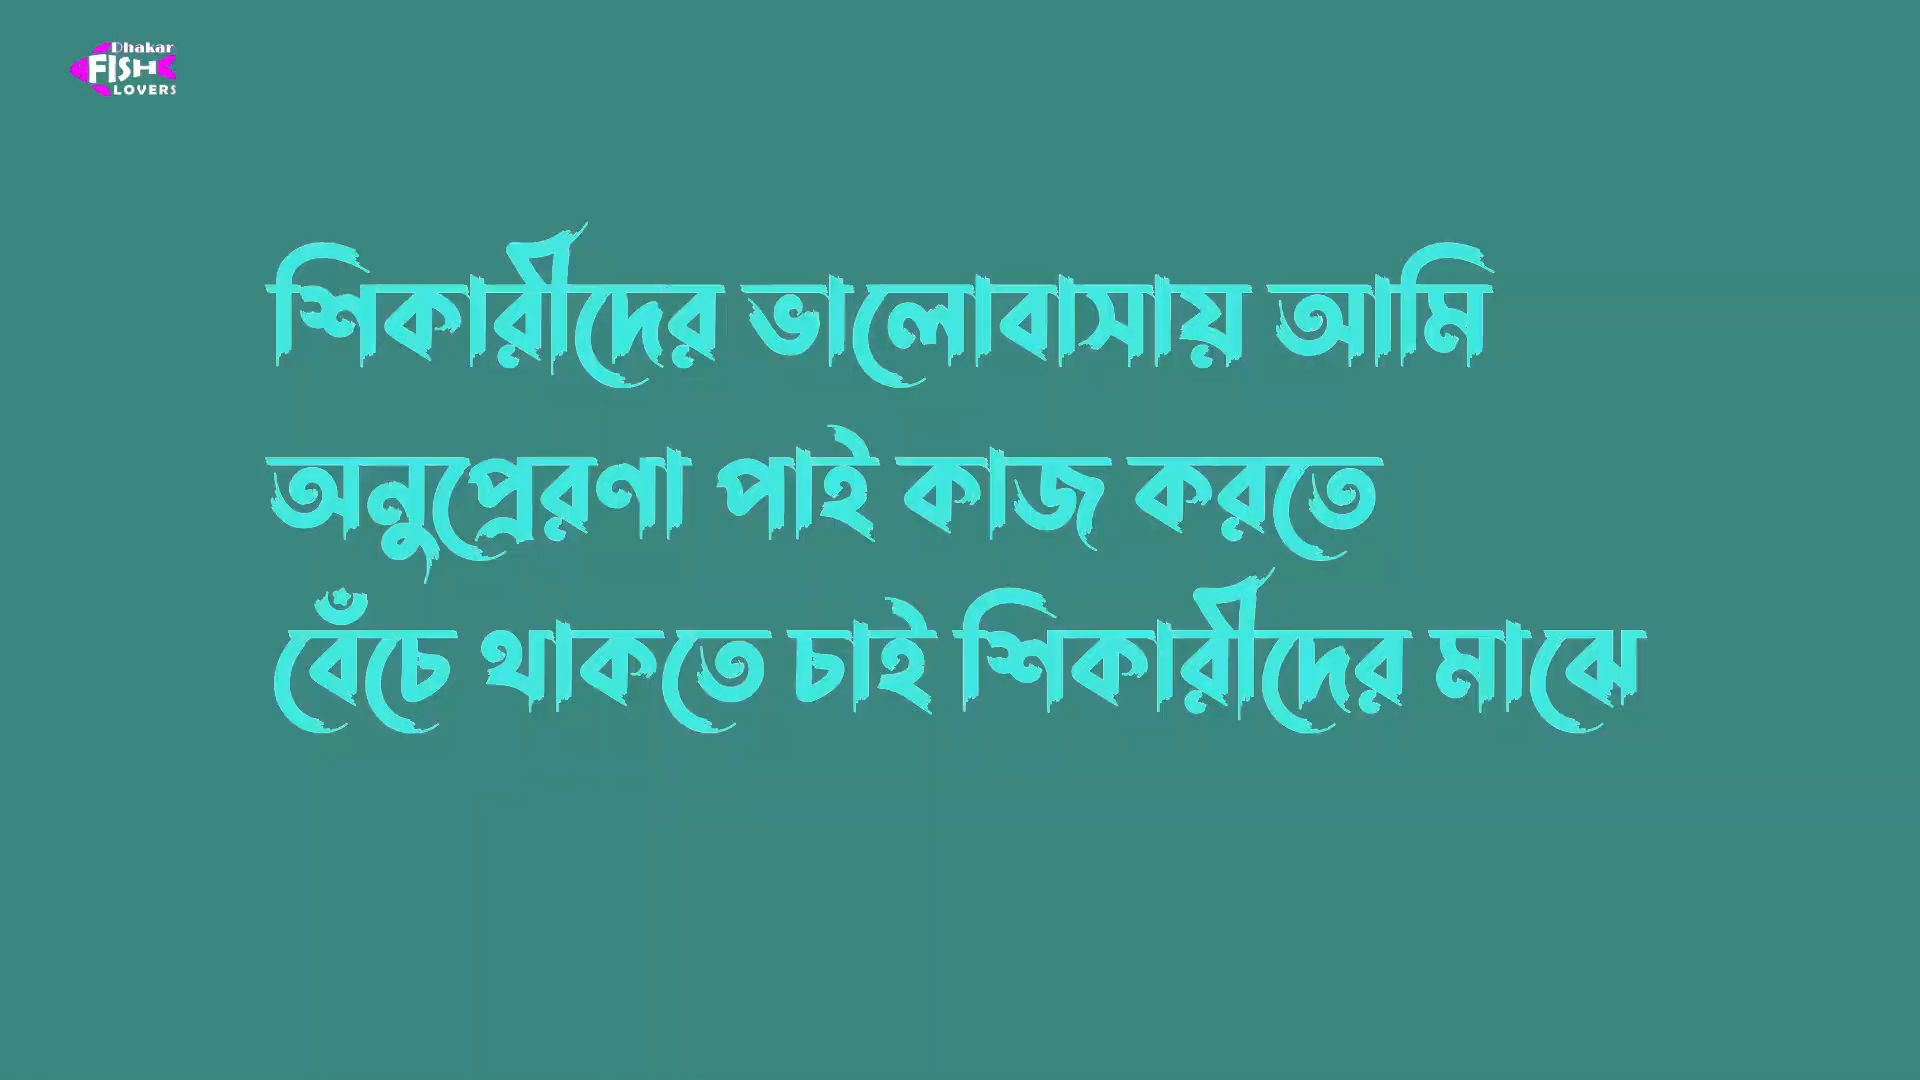 Dhakar
FISH
LOVERS
শিকারীদের ভালোবাসায় আমি
অনুপ্রেরণা পাই কাজ করতে
বেঁচে থাকতে চাই শিকারীদের মাঝে